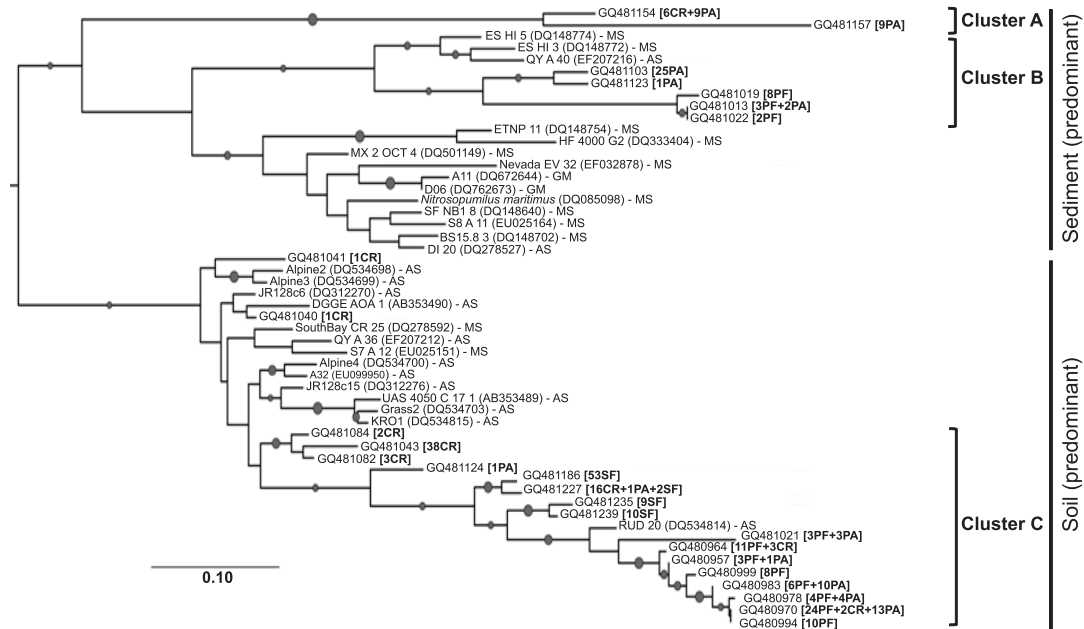 GQ481154 [6CR+9PA]
GQ481157 [9PA]
Cluster A
ES HI 5 (DQ148774) - MS
ES HI 3 (DQ148772) - MS
QY A 40 (EF207216) - AS
GQ481103 [25PA]
GQ481123 [1PA]
GQ481019 [8PF]
GQ481013 [3PF+2PA]
GQ481022 [2PF]
Cluster B
ETNP 11 (DQ148754) - MS
HF 4000 G2 (DQ333404) - MS
MX 2 OCT 4 (DQ501149) - MS
Nevada EV 32 (EF032878) - MS
A11 (DQ672644) - GM
D06 (DQ762673) - GM
Nitrosopumilus maritimus (DQ085098) - MS
SF NB1 8 (DQ148640) - MS
S8 A 11 (EU025164) - MS
BS15.8 3 (DQ148702) - MS
DI 20 (DQ278527) - AS
Sediment (predominant)
GQ481041 [1CR]
Alpine2 (DQ534698) - AS
Alpine3 (DQ534699) - AS
JR128c6 (DQ312270) - AS
DGGE AOA 1 (AB353490) - AS
GQ481040 [1CR]
SouthBay CR 25 (DQ278592) - MS
QY A 36 (EF207212) - AS
S7 A 12 (EU025151) - MS
Alpine4 (DQ534700) - AS
A32 (EU099950) - AS
JR128c15 (DQ312276) - AS
UAS 4050 C 17 1 (AB353489) - AS
Grass2 (DQ534703) - AS
KRO1 (DQ534815) - AS
GQ481084 [2CR]
GQ481043 [38CR]
GQ481082 [3CR]
GQ481124 [1PA]
GQ481186 [53SF]
GQ481227 [16CR+1PA+2SF]
GQ481235 [9SF]
GQ481239 [10SF]
RUD 20 (DQ534814) - AS
GQ481021 [3PF+3PA]
GQ480964 [11PF+3CR]
GQ480957 [3PF+1PA]
GQ480999 [8PF]
GQ480983 [6PF+10PA]
GQ480978 [4PF+4PA]
GQ480970 [24PF+2CR+13PA]
GQ480994 [10PF]
Cluster C
Soil (predominant)
0.10